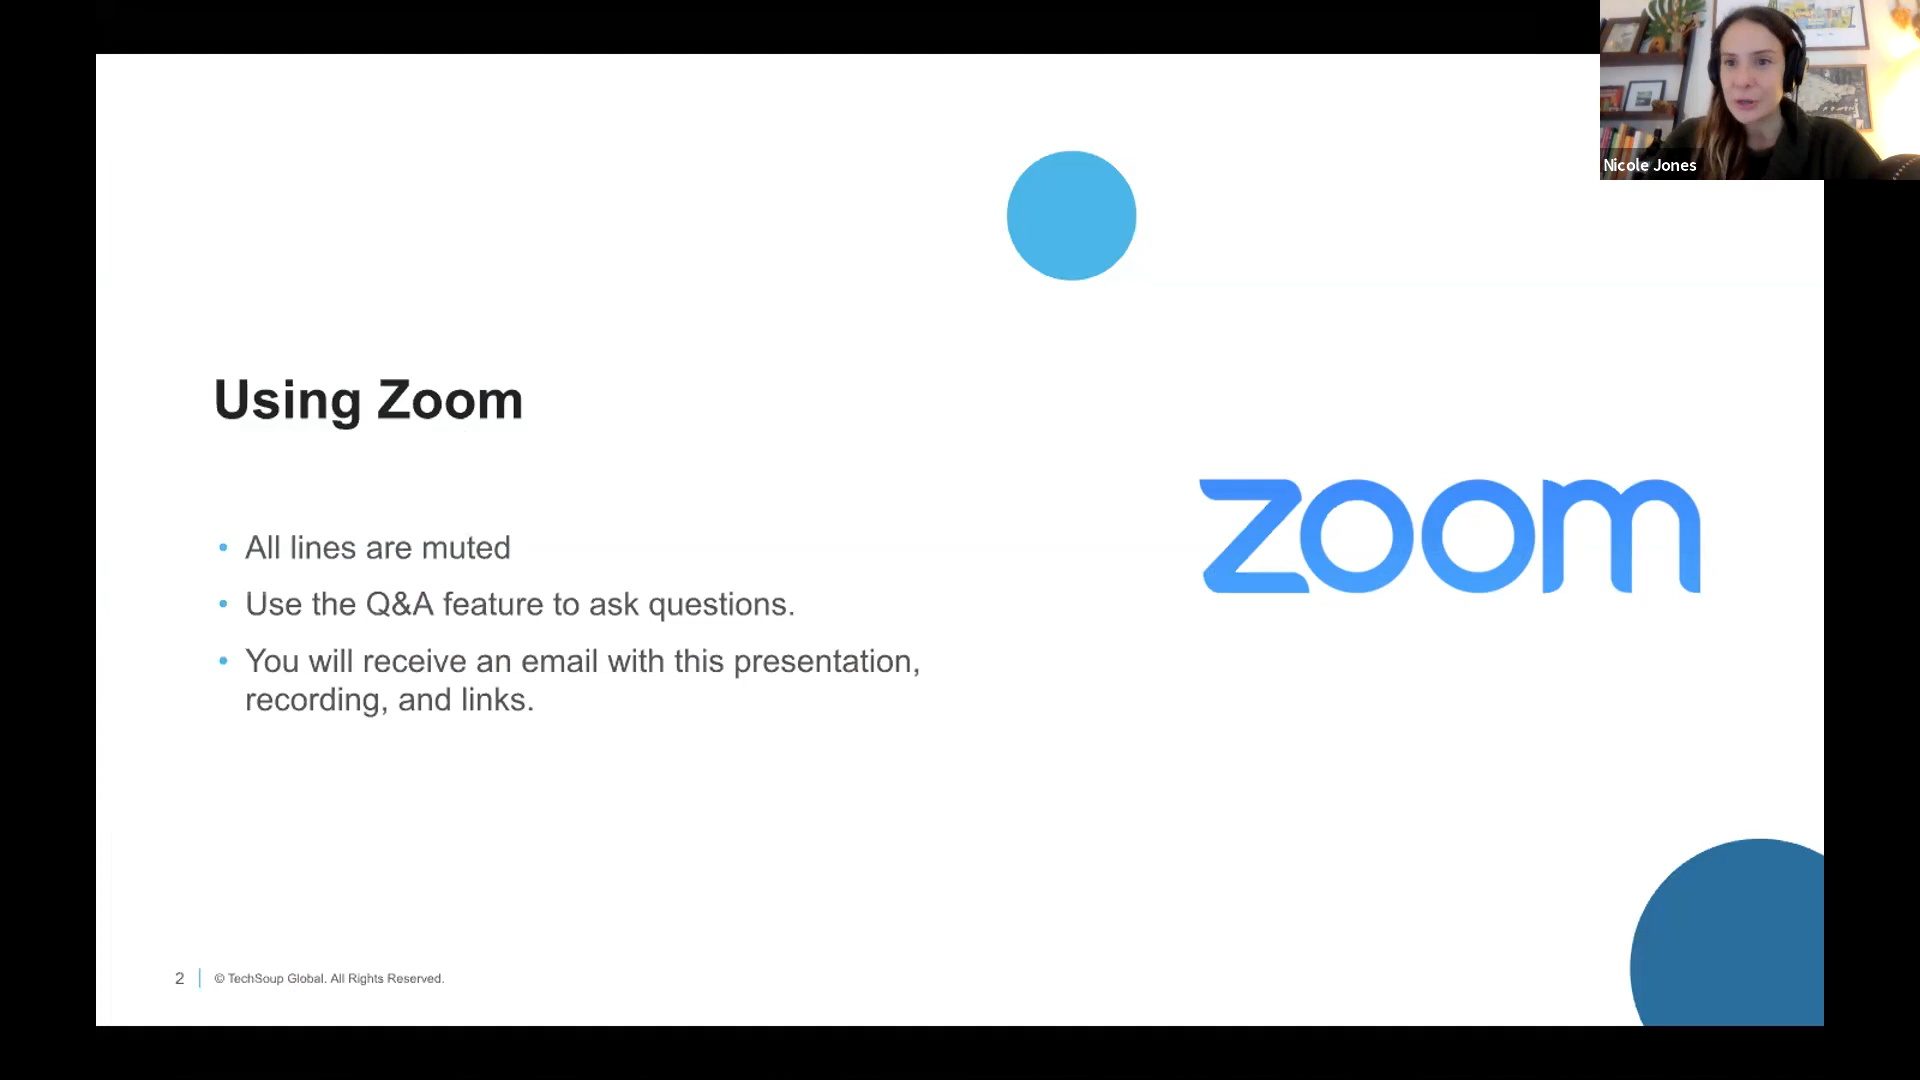 Nicole Jones
Using Zoom
zoom
• All lines are muted
• Use the Q&A feature to ask questions.
• You will receive an email with this presentation,
recording, and links.
2 | © TechSoup Global. All Rights Reserved.